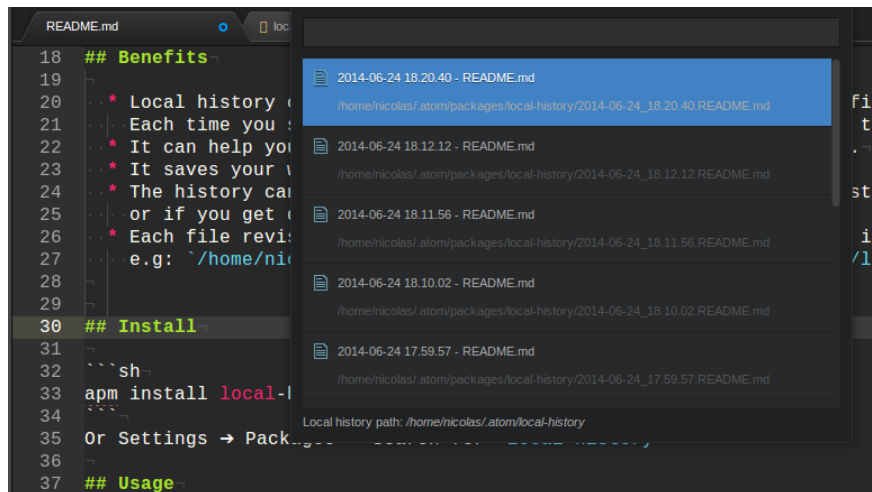 README.md
loc
18 ## Benefits
19
20 * Local history
21 Each time you
22 * It can help you
23 * It saves your
24 * The history can
25 or if you get
26 * Each file revis
27 e.g: `/home/nic
28
29
30 ## Install
31
32 ```sh
33 apm install local-
34 ```
35 Or Settings ➔ Packages
36
37 ## Usage
2014-06-24 18.20.40 - README.md
/home/nicolas/.atom/packages/local-history/2014-06-24_18.20.40.README.md
2014-06-24 18.12.12 - README.md
/home/nicolas/.atom/packages/local-history/2014-06-24_18.12.12.README.md
2014-06-24 18.11.56 - README.md
/home/nicolas/.atom/packages/local-history/2014-06-24_18.11.56.README.md
2014-06-24 18.10.02 - README.md
/home/nicolas/.atom/packages/local-history/2014-06-24_18.10.02.README.md
2014-06-24 17.59.57 - README.md
/home/nicolas/.atom/packages/local-history/2014-06-24_17.59.57.README.md
Local history path: /home/nicolas/.atom/local-history
fi
t
.
st
i
/l